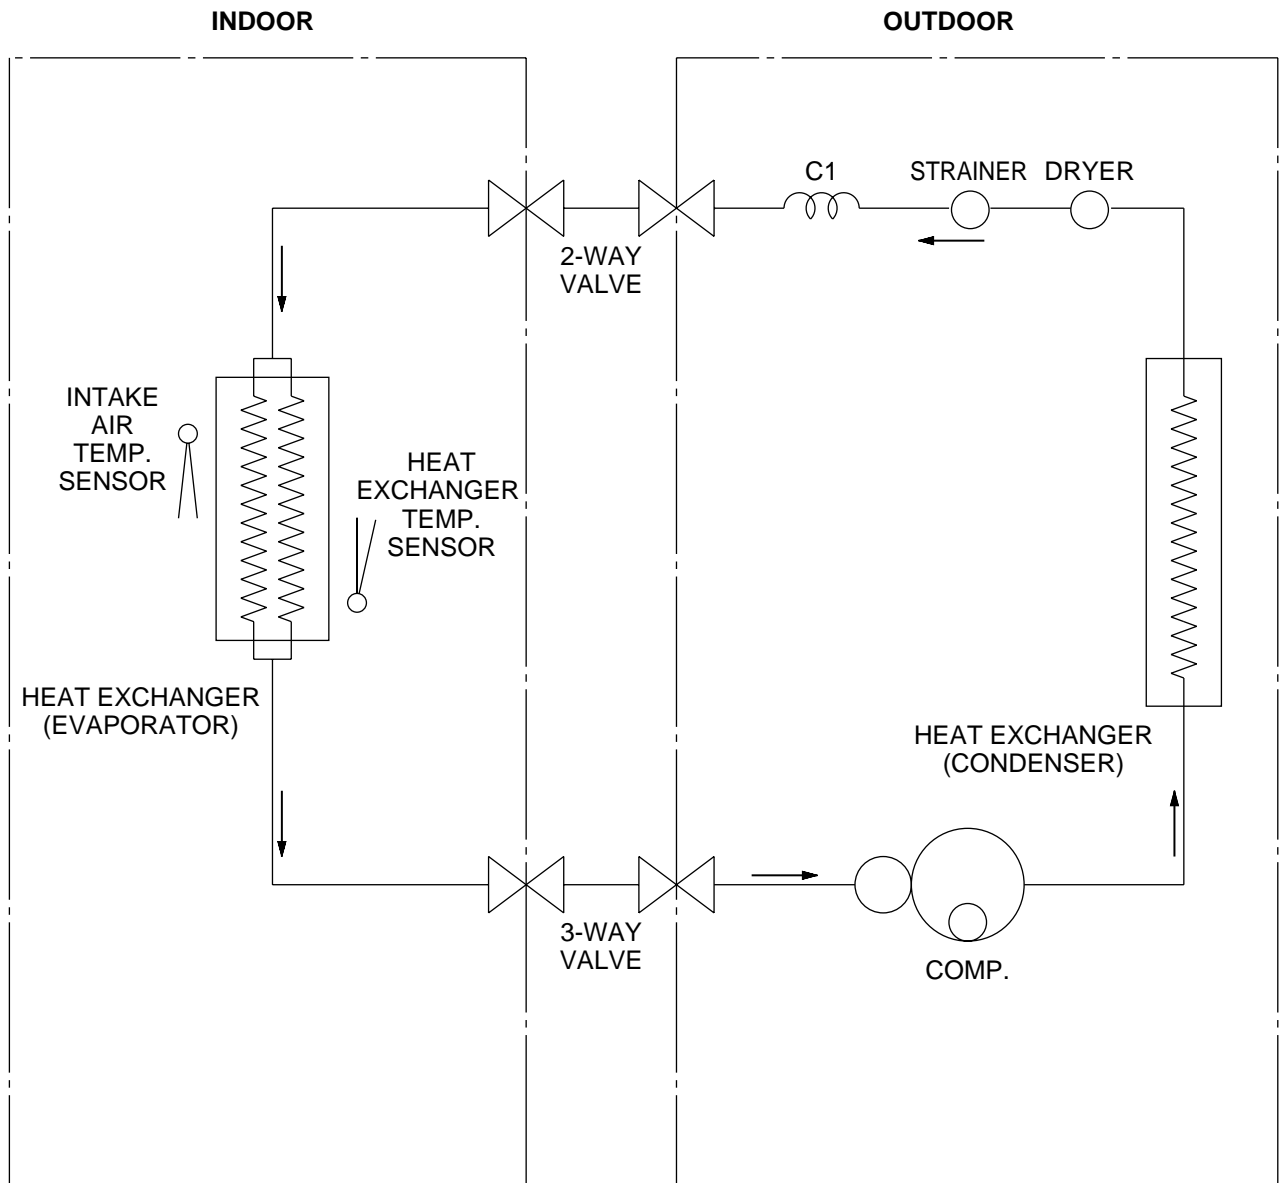 INDOOR
OUTDOOR
C1
STRAINER
DRYER
2-WAY
VALVE
INTAKE
AIR
TEMP.
SENSOR
HEAT
EXCHANGER
TEMP.
SENSOR
HEAT EXCHANGER
(EVAPORATOR)
HEAT EXCHANGER
(CONDENSER)
3-WAY
VALVE
COMP.